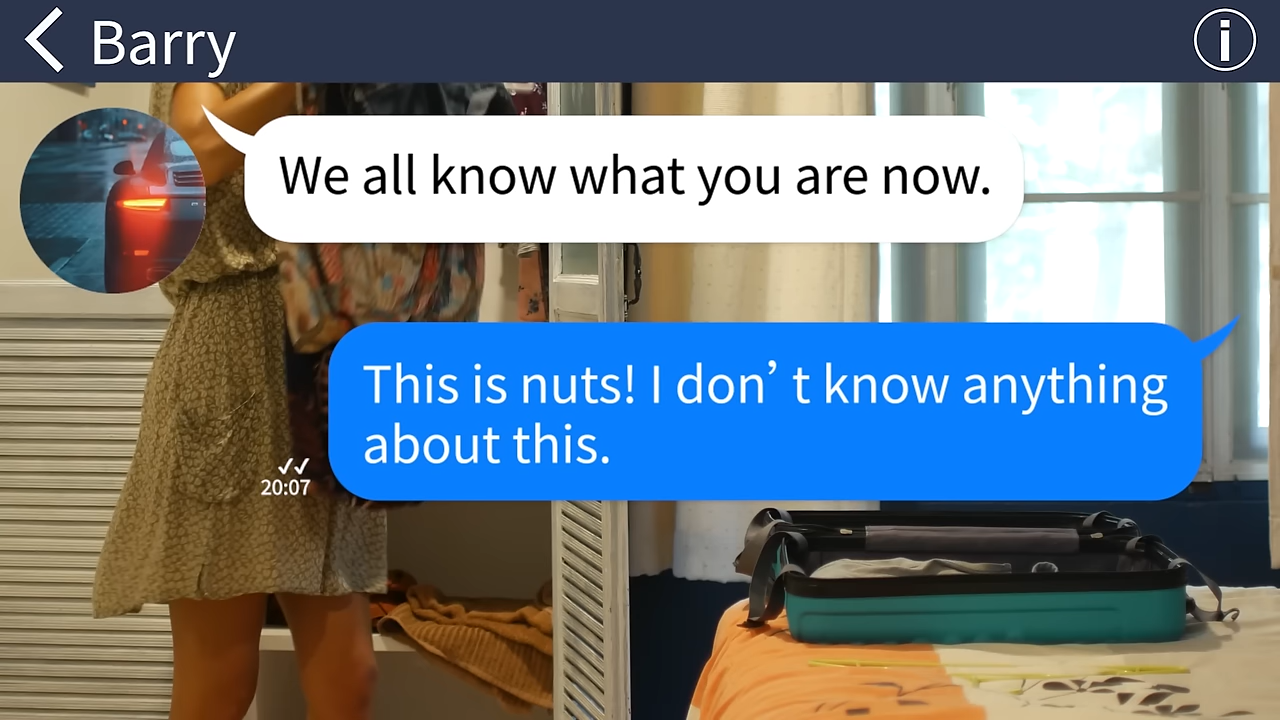 Barry
We all know what you are now.
This is nuts! I don’t know anything
about this.
20:07